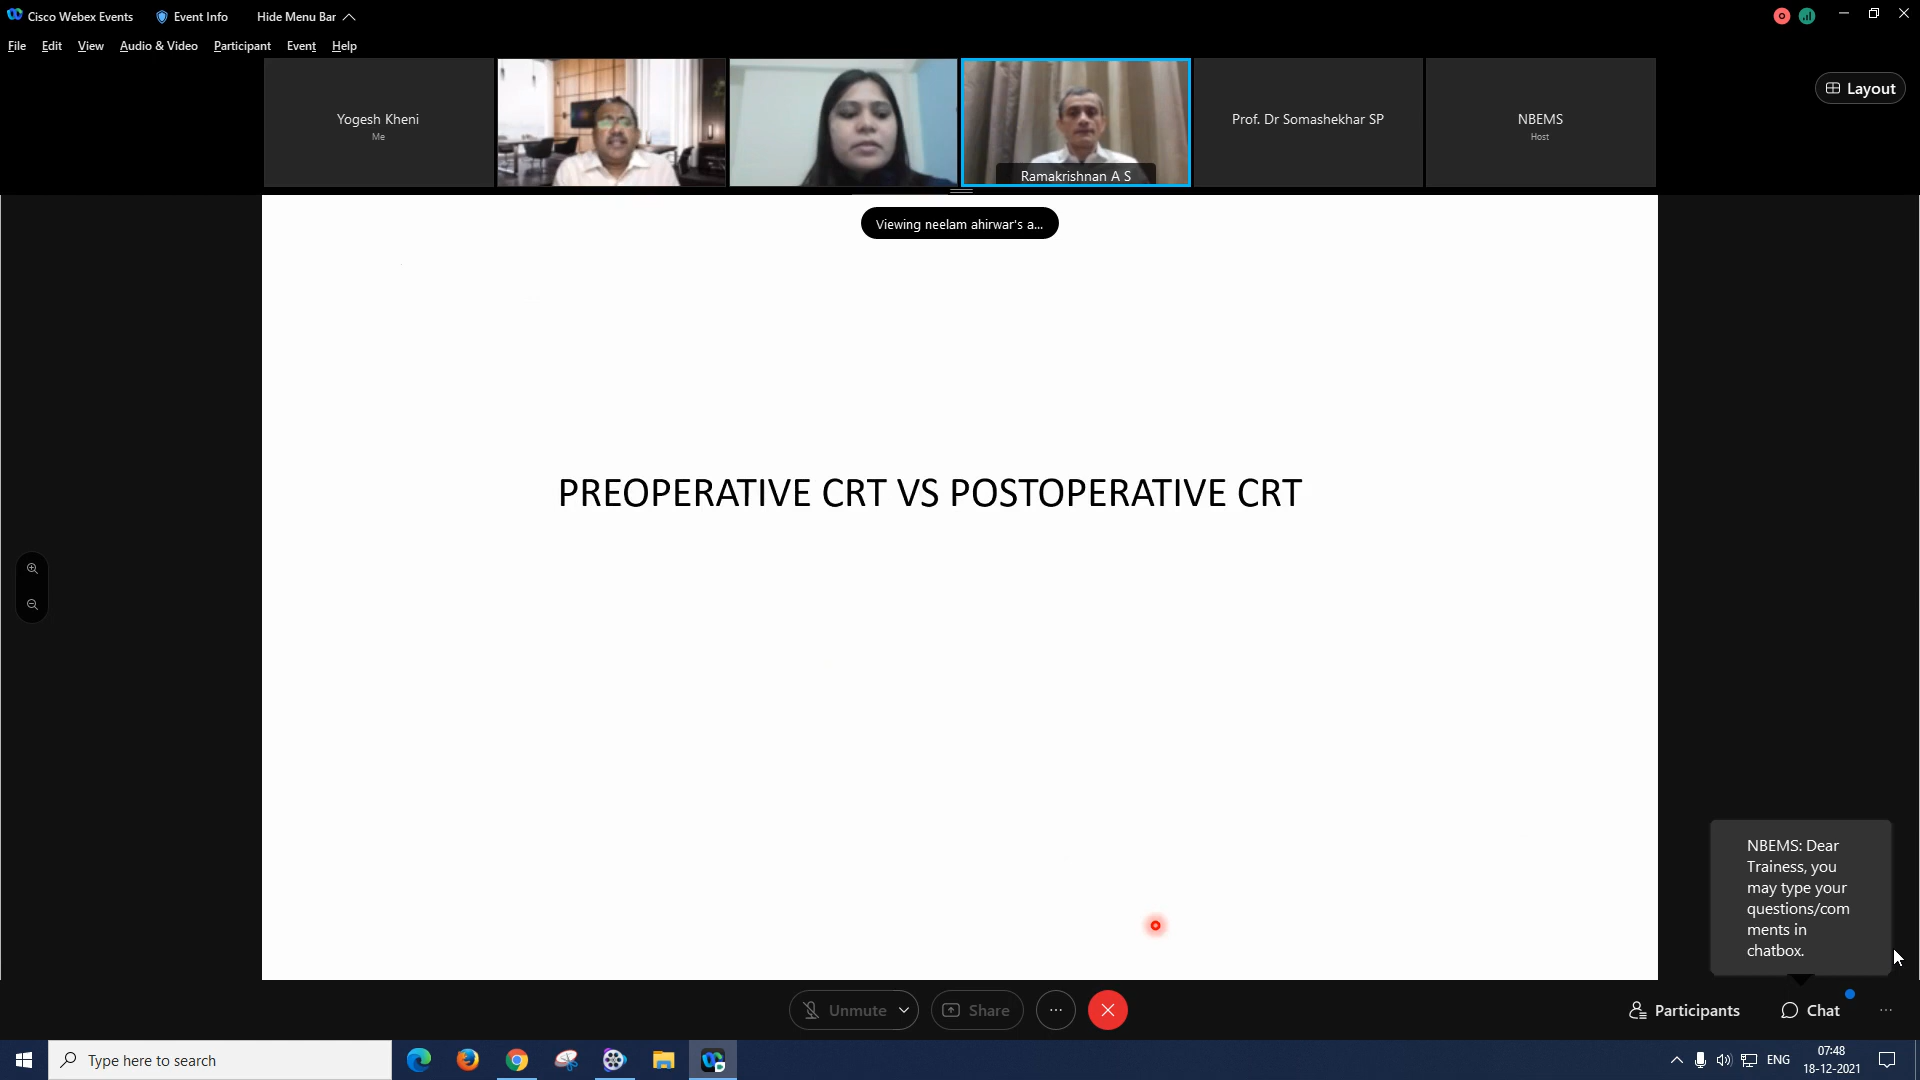 Cisco Webex Events
Event Info
Hide Menu Bar
File
Edit
View
Audio & Video
Participant
Event
Help
Layout
Yogesh Kheni
Me
Ramakrishnan A S
Prof. Dr Somashekhar SP
NBEMS
Host
Viewing neelam ahirwar's a...
PREOPERATIVE CRT VS POSTOPERATIVE CRT
NBEMS: Dear
Trainess, you
may type your
questions/com
ments in
chatbox.
Unmute
Share
Participants
Chat
Type here to search
ENG
07:48
18-12-2021